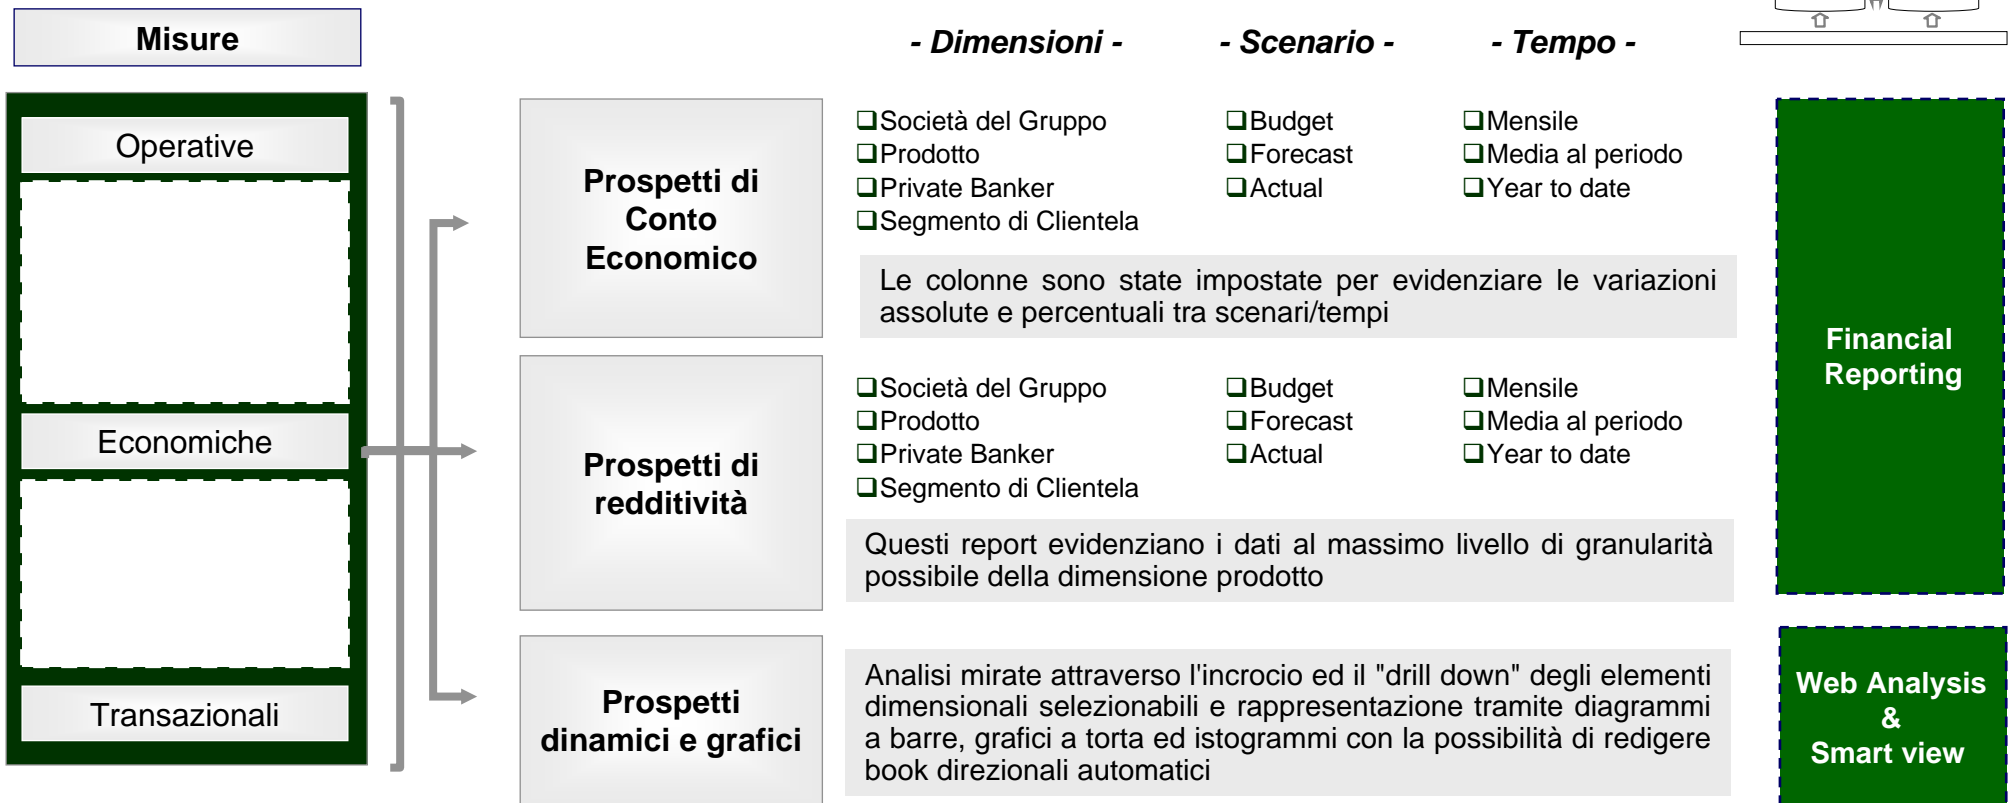 Misure
- Dimensioni -
- Scenario -
- Tempo -
Operative
Economiche
Transazionali
Prospetti di
Conto
Economico
❑Società del Gruppo
❑Prodotto
❑Private Banker
❑Segmento di Clientela
❑Budget
❑Forecast
❑Actual
❑Mensile
❑Media al periodo
❑Year to date
Le colonne sono state impostate per evidenziare le variazioni
assolute e percentuali tra scenari/tempi
Prospetti di
redditività
❑Società del Gruppo
❑Prodotto
❑Private Banker
❑Segmento di Clientela
❑Budget
❑Forecast
❑Actual
❑Mensile
❑Media al periodo
❑Year to date
Questi report evidenziano i dati al massimo livello di granularità
possibile della dimensione prodotto
Financial
Reporting
Prospetti
dinamici e grafici
Analisi mirate attraverso l'incrocio ed il "drill down" degli elementi
dimensionali selezionabili e rappresentazione tramite diagrammi
a barre, grafici a torta ed istogrammi con la possibilità di redigere
book direzionali automatici
Web Analysis
&
Smart view